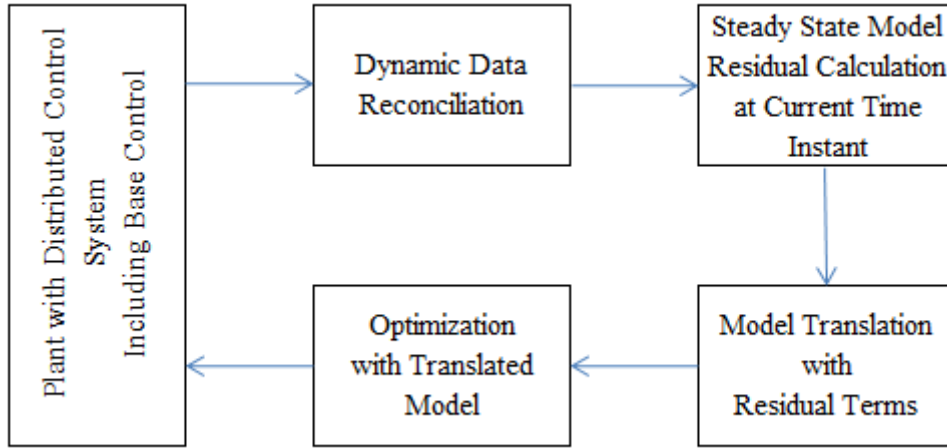 Plant with Distributed Control
System
Including Base Control
Dynamic Data
Reconciliation
Steady State Model
Residual Calculation
at Current Time
Instant
Optimization
with Translated
Model
Model Translation
with
Residual Terms